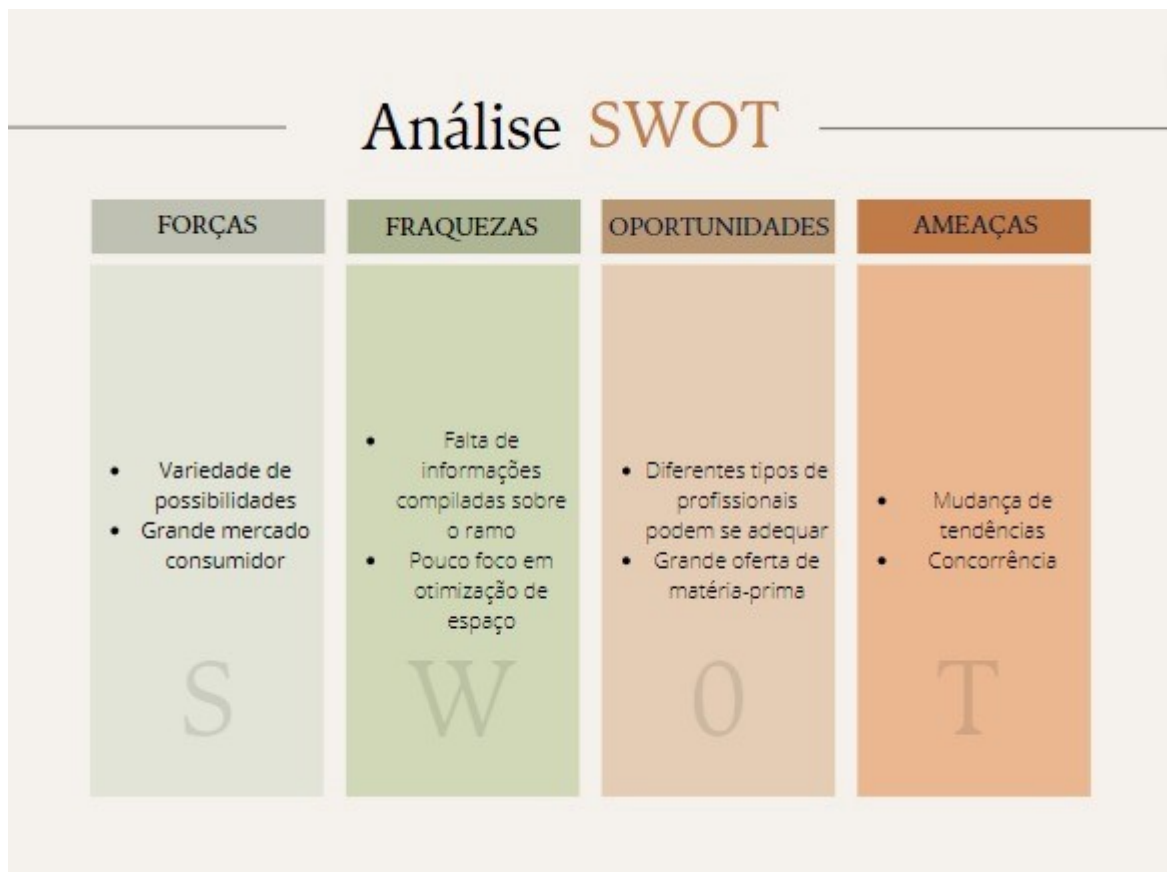 Análise SWOT
FORÇAS
• Variedade de
possibilidades
• Grande mercado
consumidor
S
FRAQUEZAS
• Falta de
informações
compiladas sobre
o ramo
• Pouco foco em
otimização de
espaço
W
OPORTUNIDADES
• Diferentes tipos de
profissionais
podem se adequar
• Grande oferta de
matéria-prima
0
AMEAÇAS
• Mudança de
tendências
• Concorrência
T